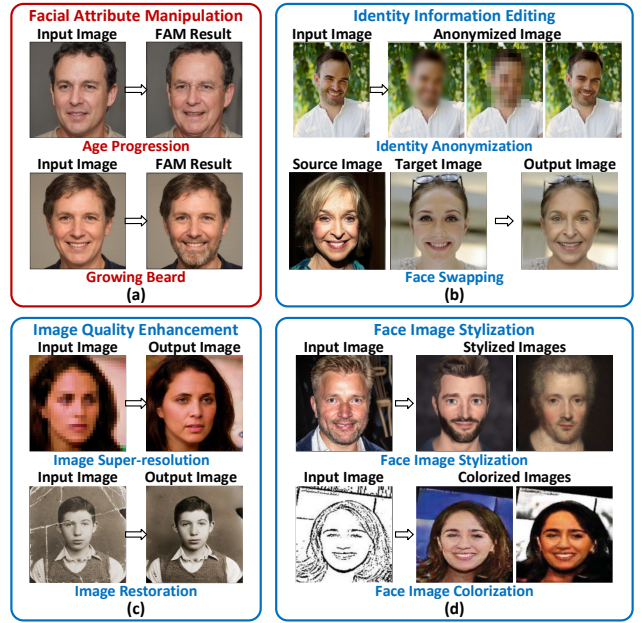 Facial Attribute Manipulation
Input Image FAM Result
Age Progression
Input Image FAM Result
Growing Beard
(a)
Identity Information Editing
Input Image Anonymized Image
Identity Anonymization
Source Image Target Image Output Image
Face Swapping
(b)
Image Quality Enhancement
Input Image Output Image
Image Super-resolution
Input Image Output Image
Image Restoration
(c)
Face Image Stylization
Input Image Stylized Images
Face Image Stylization
Input Image Colorized Images
Face Image Colorization
(d)